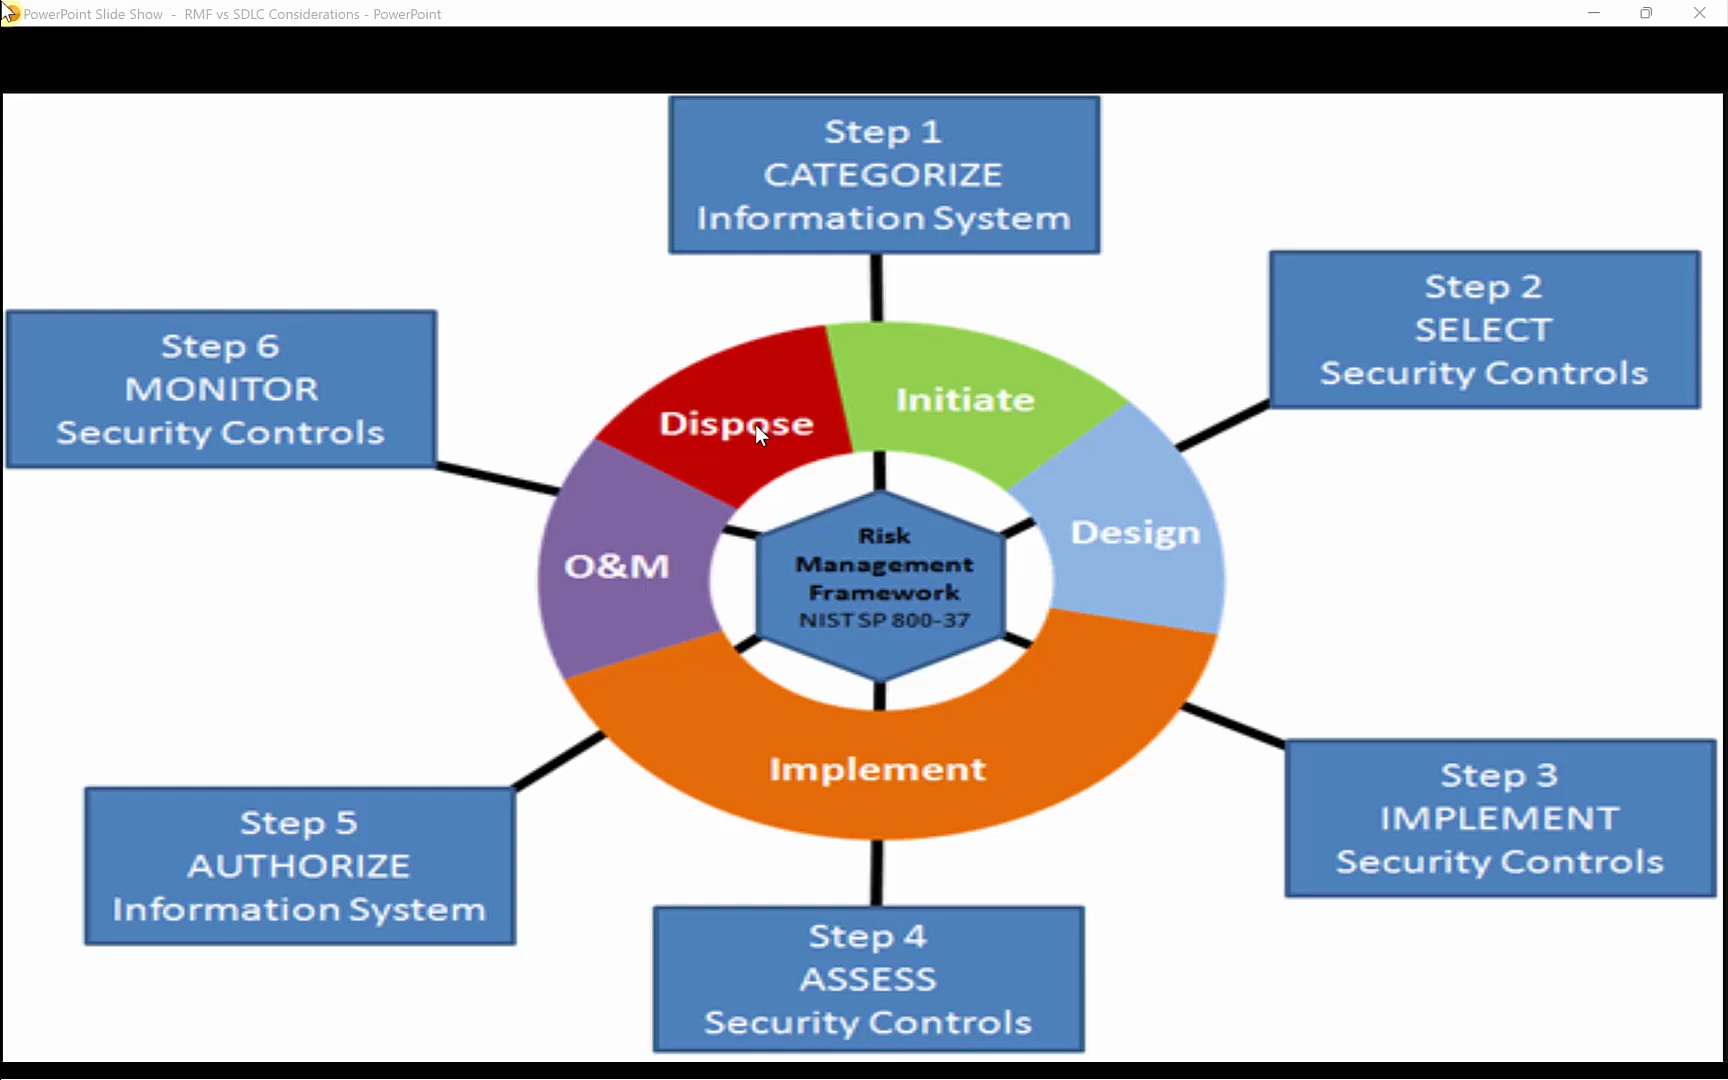 PowerPoint Slide Show - RMF vs SDLC Considerations - PowerPoint
Step 1
CATEGORIZE
Information System
Step 2
SELECT
Security Controls
Step 6
MONITOR
Security Controls
Dispose
Initiate
Design
O&M
Risk
Management
Framework
NIST SP 800-37
Implement
Step 3
IMPLEMENT
Security Controls
Step 5
AUTHORIZE
Information System
Step 4
ASSESS
Security Controls